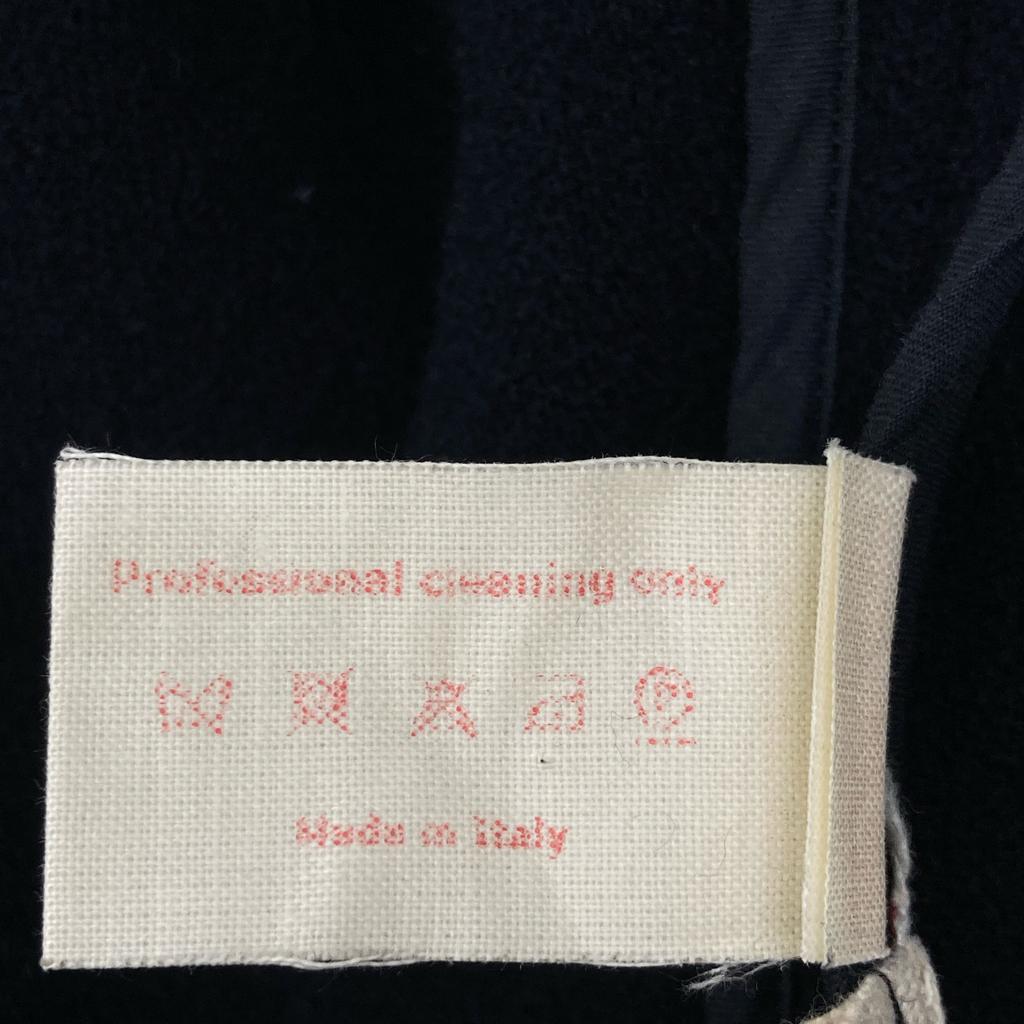 Professional cleaning only
P
Made in Italy